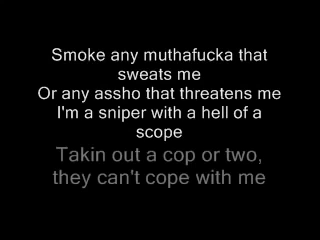 Smoke any muthafucka that
sweats me
Or any assho that threatens me
I'm a sniper with a hell of a
scope
Takin out a cop or two,
they can't cope with me